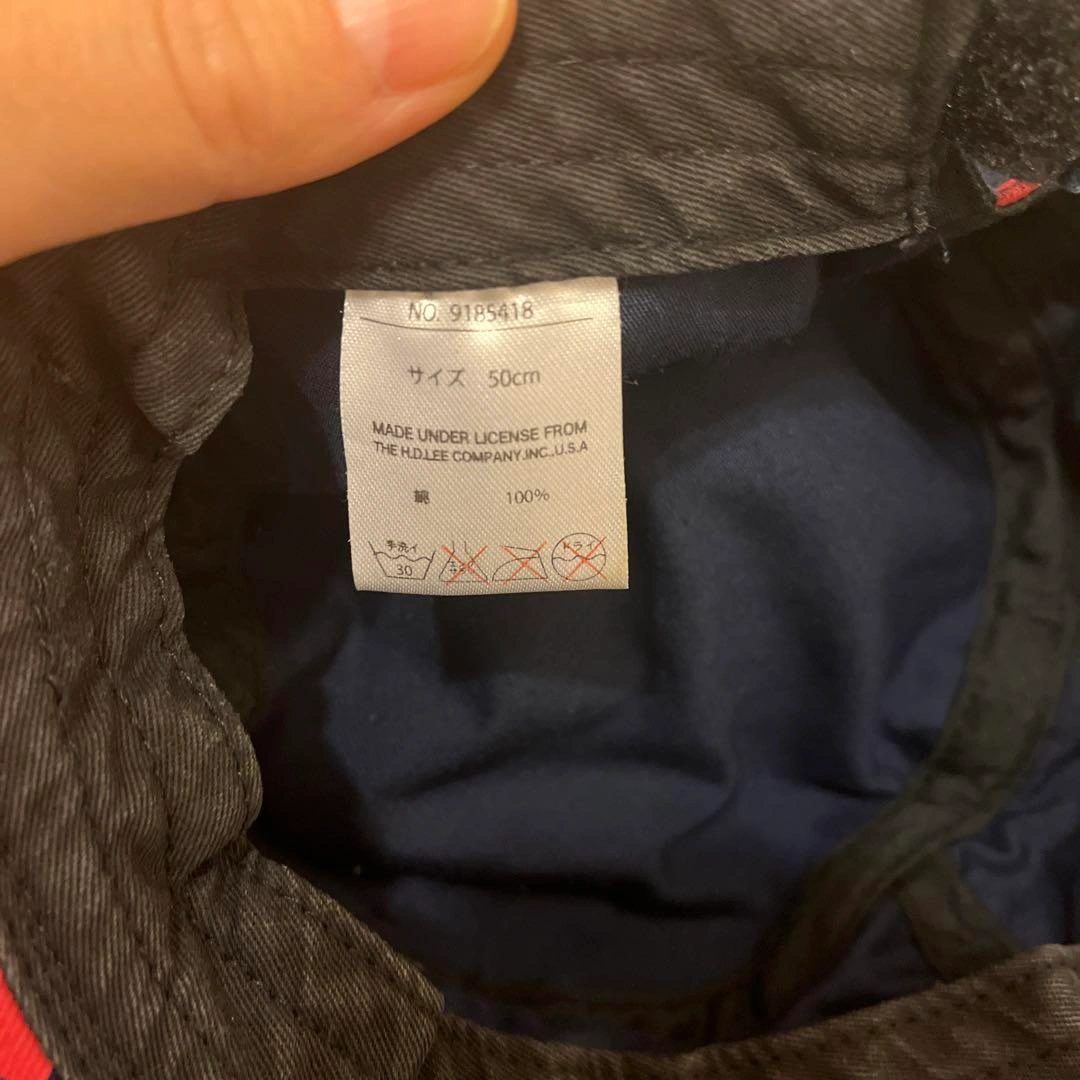 NO. 9185418
サイズ 50cm
MADE UNDER LICENSE FROM
THE H.D.LEE COMPANY.INC.,U.S.A
綿 100%
手洗イ ドライ
30